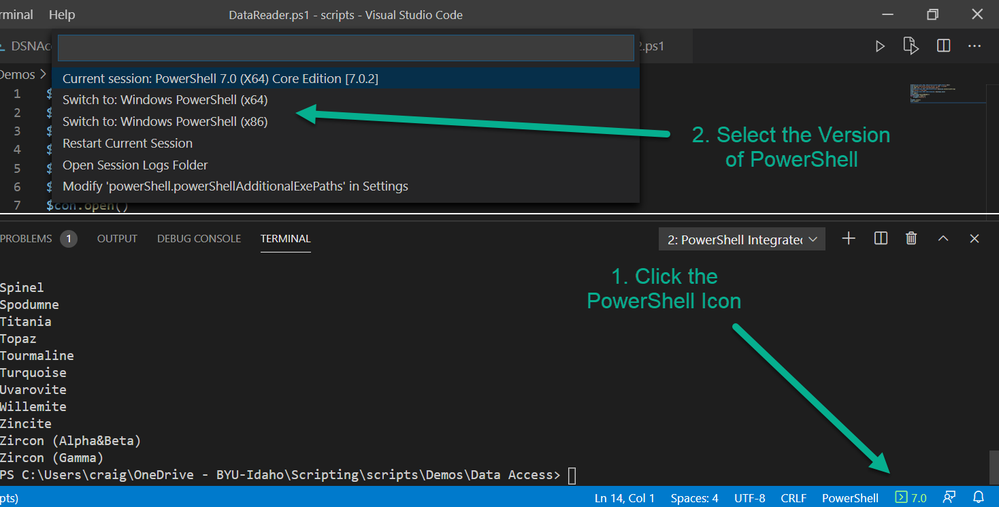 rminal Help DataReader.ps1 - scripts - Visual Studio Code
DSNAc .ps1
Demos
Current session: PowerShell 7.0 (X64) Core Edition [7.0.2]
1 $
Switch to: Windows PowerShell (x64)
2 $
Switch to: Windows PowerShell (x86)
3 $
Restart Current Session
4 $
Open Session Logs Folder
5 $
Modify 'powerShell.powerShellAdditionalExePaths' in Settings
6 $
7 $con.open()
2. Select the Version
of PowerShell
PROBLEMS 1 OUTPUT DEBUG CONSOLE TERMINAL 2: PowerShell Integrated
1. Click the
PowerShell Icon
Spinel
Spodumne
Titania
Topaz
Tourmaline
Turquoise
Uvarovite
Willemite
Zincite
Zircon (Alpha&Beta)
Zircon (Gamma)
PS C:\Users\craig\OneDrive - BYU-Idaho\Scripting\scripts\Demos\Data Access>
pts) Ln 14, Col 1 Spaces: 4 UTF-8 CRLF PowerShell 7.0